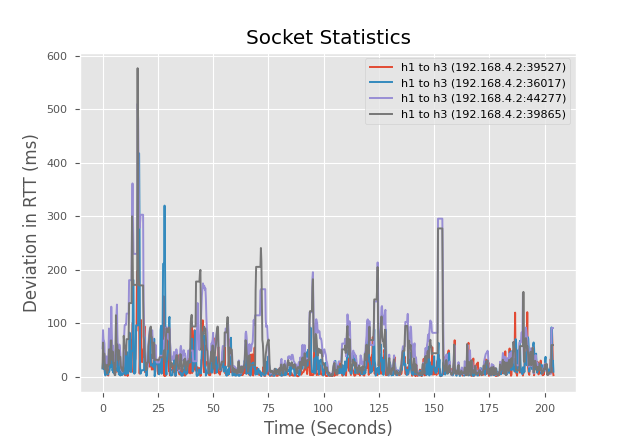 Socket Statistics
h1 to h3 (192.168.4.2:39527)
h1 to h3 (192.168.4.2:36017)
h1 to h3 (192.168.4.2:44277)
h1 to h3 (192.168.4.2:39865)
Deviation in RTT (ms)
600
500
400
300
200
100
0
0 25 50 75 100 125 150 175 200
Time (Seconds)